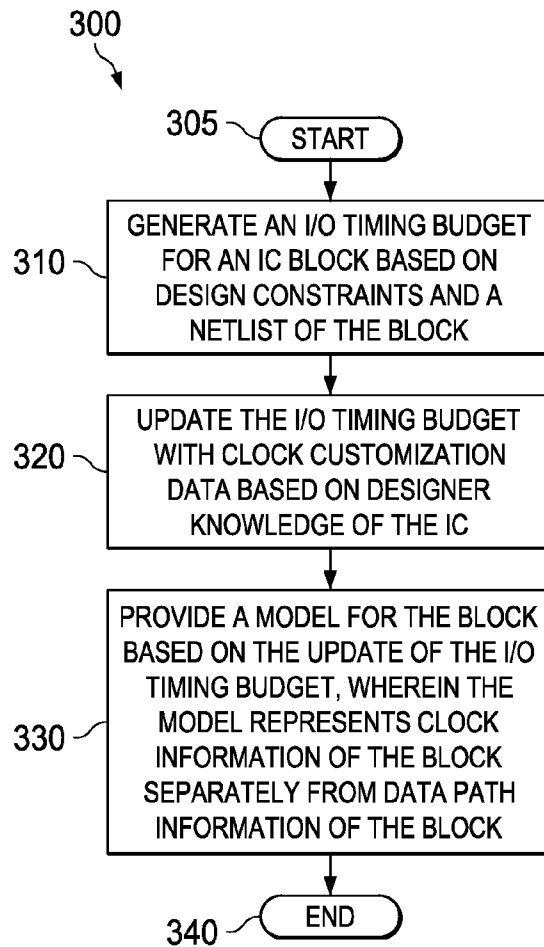 300
305
START
310
GENERATE AN I/O TIMING BUDGET
FOR AN IC BLOCK BASED ON
DESIGN CONSTRAINTS AND A
NETLIST OF THE BLOCK
320
UPDATE THE I/O TIMING BUDGET
WITH CLOCK CUSTOMIZATION
DATA BASED ON DESIGNER
KNOWLEDGE OF THE IC
330
PROVIDE A MODEL FOR THE BLOCK
BASED ON THE UPDATE OF THE I/O
TIMING BUDGET, WHEREIN THE
MODEL REPRESENTS CLOCK
INFORMATION OF THE BLOCK
SEPARATELY FROM DATA PATH
INFORMATION OF THE BLOCK
340
END